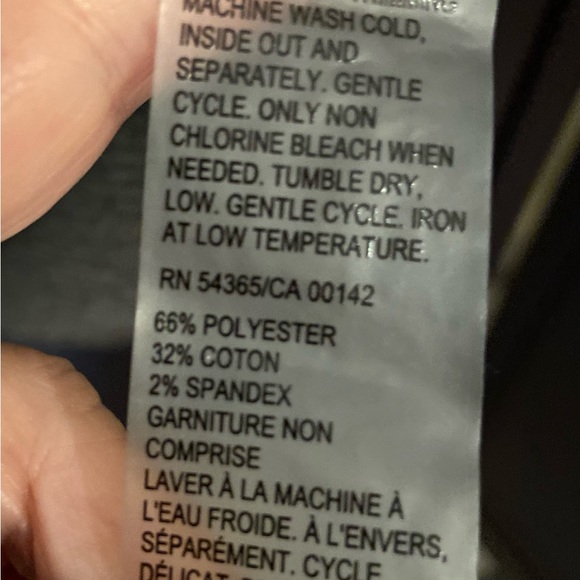 MACHINE WASH COLD,
INSIDE OUT AND
SEPARATELY. GENTLE
CYCLE. ONLY NON
CHLORINE BLEACH WHEN
NEEDED. TUMBLE DRY,
LOW. GENTLE CYCLE. IRON
AT LOW TEMPERATURE.
RN 54365/CA 00142
66% POLYESTER
32% COTON
2% SPANDEX
GARNITURE NON
COMPRISE
LAVER À LA MACHINE À
L'EAU FROIDE. À L'ENVERS,
SÉPARÉMENT. CYCLE
DÉLICAT.